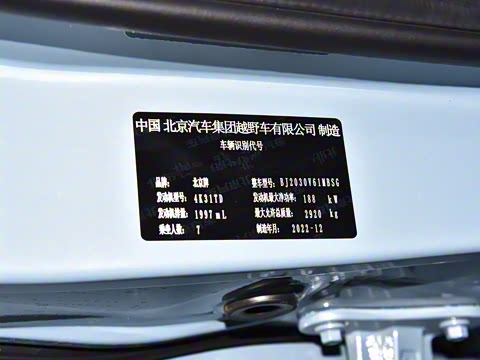 中国 北京汽车集团越野车有限公司 制造
车辆识别代号
品牌: 北京牌 整车型号: BJ2030V61MBSG
发动机型号: 4K31TD 发动机最大净功率: 188 kW
发动机排量: 1997 mL 最大允许总质量: 2920 kg
乘坐人数: 7 制造年月: 2022-12